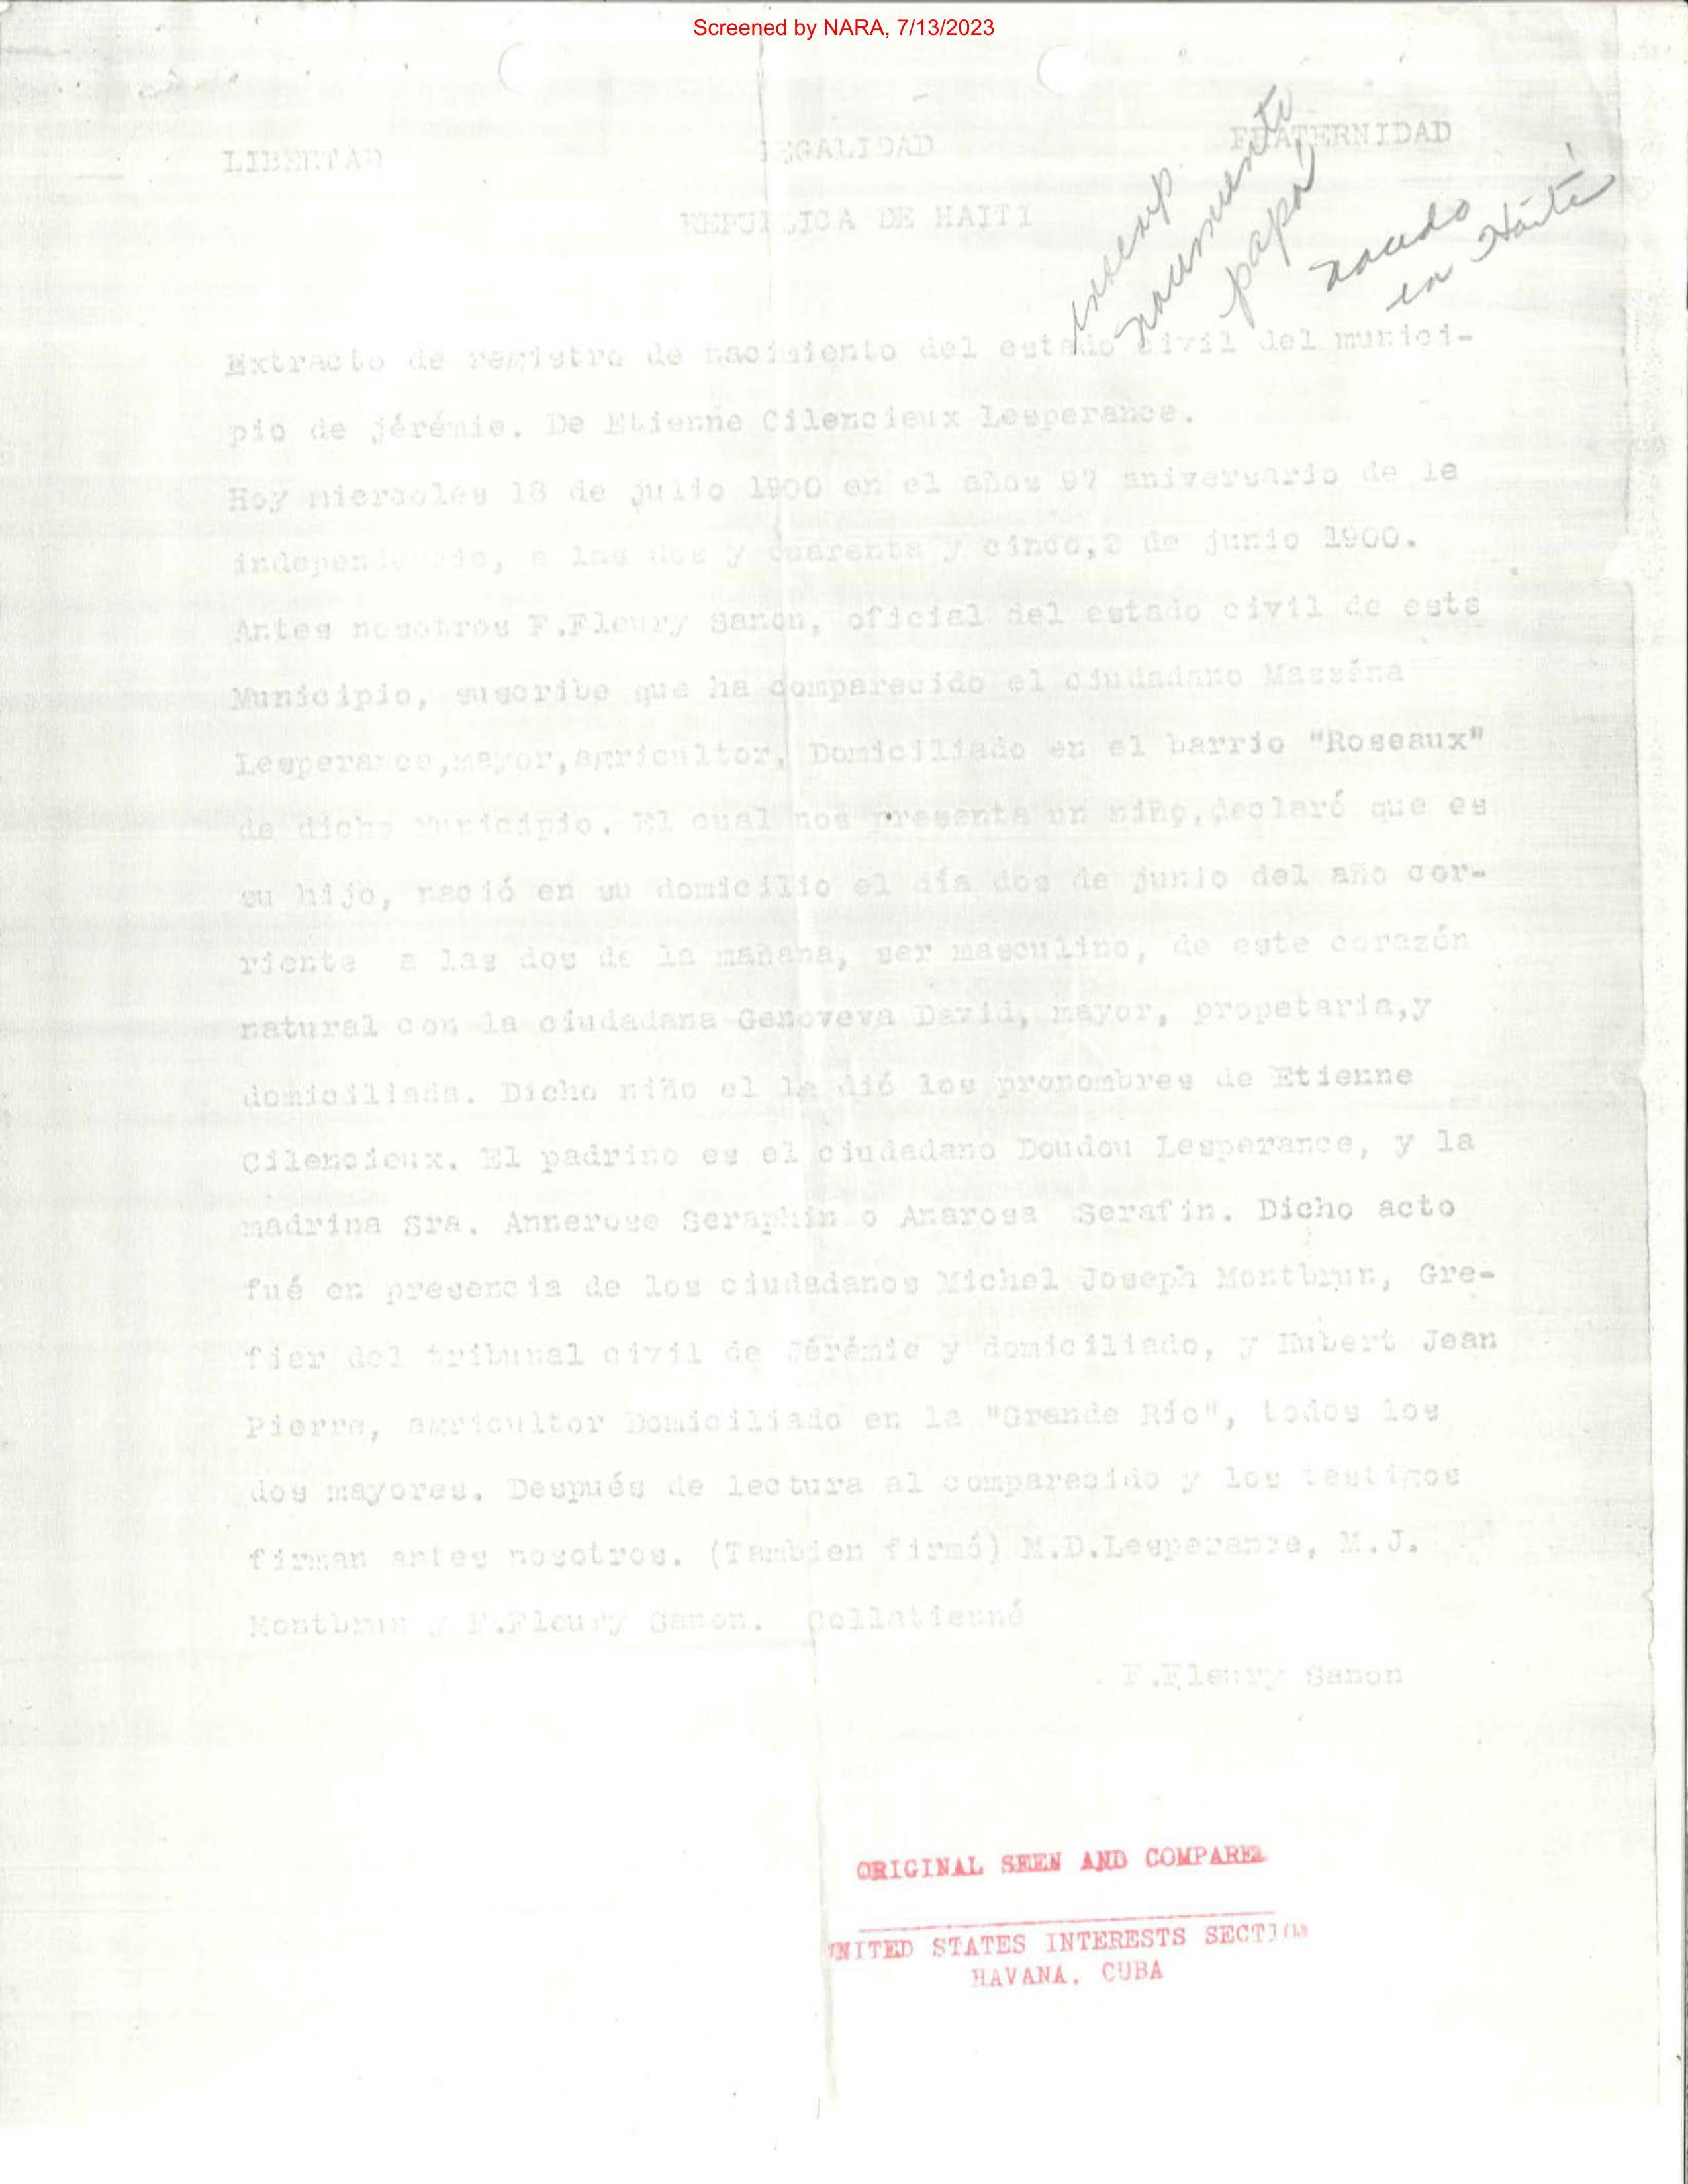 Screened by NARA, 7/13/2023
LIBERTAD LEGALIDAD FRATERNIDAD
REPUBLICA DE HAITI
inscrip
nacimiento
papá
nacido
en Haití
Extracto de registro de nacimiento del estado civil del munici-
pio de jérémie. De Etienne Cilencieux Lesperance.
Hoy miercoles 18 de julio 1900 en el años 97 aniversario de la
independencia, a las dos y cuarenta y cinco,2 de junio 1900.
Antes nosotros F.Fleury Sanon, oficial del estado civil de este
Municipio, suscribe que ha comparecido el ciudadano Masséna
Lesperance,mayor,agricultor, Domiciliado en el barrio "Roseaux"
de dicho Municipio. El cual nos presenta un niño,declaró que es
su hijo, nació en su domicilio el día dos de junio del año cor-
riente a las dos de la mañana, ser masculino, de este corazón
natural con la ciudadana Genoveva David, mayor, propetaria,y
domiciliada. Dicho niño el le dió los pronombres de Etienne
Cilencieux. El padrino es el ciudadano Doudou Lesperance, y la
madrina Sra. Annerose Seraphin o Anarosa Serafin. Dicho acto
fué en presencia de los ciudadanos Michel Joseph Montbrun, Gre-
fier del tribunal civil de Jérémie y domiciliado, y Hubert Jean
Pierre, agricultor Domiciliado en la "Grande Rio", todos los
dos mayores. Después de lectura al comparecido y los testigos
firman antes nosotros. (Tambien firmó) M.D.Lesperance, M.J.
Montbrun y F.Fleury Sanon. Collatienné
F.Fleury Sanon
ORIGINAL SEEN AND COMPARED
UNITED STATES INTERESTS SECTION
HAVANA, CUBA